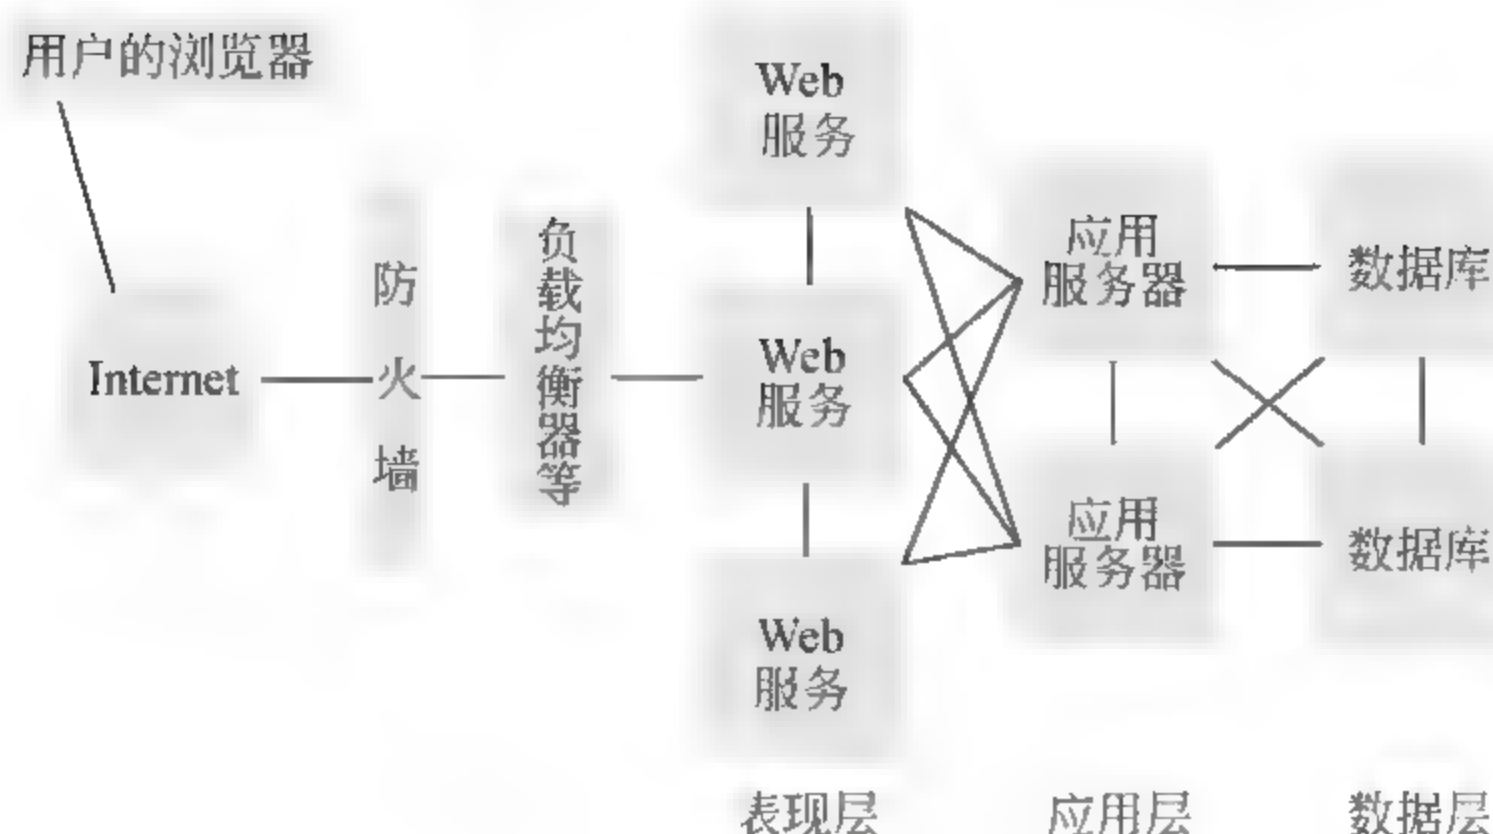 用户的浏览器
Internet
防火墙
负载均衡器等
Web
服务
Web
服务
Web
服务
应用
服务器
应用
服务器
数据库
数据库
表现层
应用层
数据层